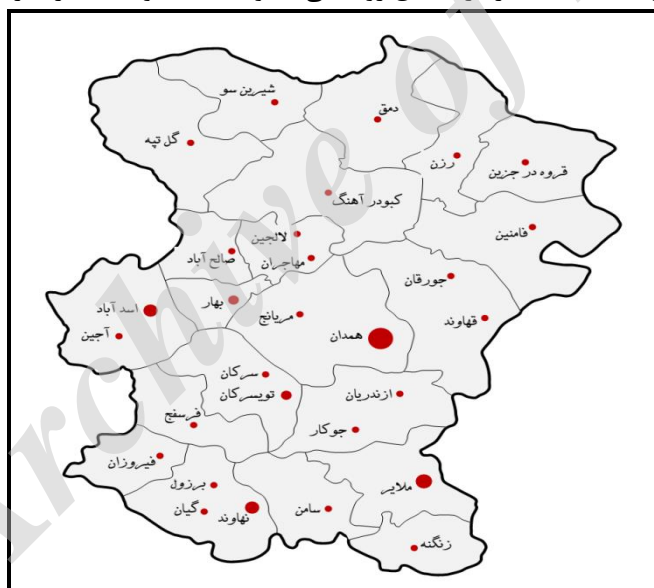 شیرین سو
دمق
گل تپه
رزن
قروه در جزین
کبودر آهنگ
فامنین
لالجین
صالح آباد
مهاجران
جورقان
بهار
اسد آباد
مریانج
قهاوند
آجین
همدان
سرکان
تویسرکان
ازندریان
فرسفج
جوکار
فیروزان
برزول
ملایر
گیان
نهاوند
سامن
زنگنه